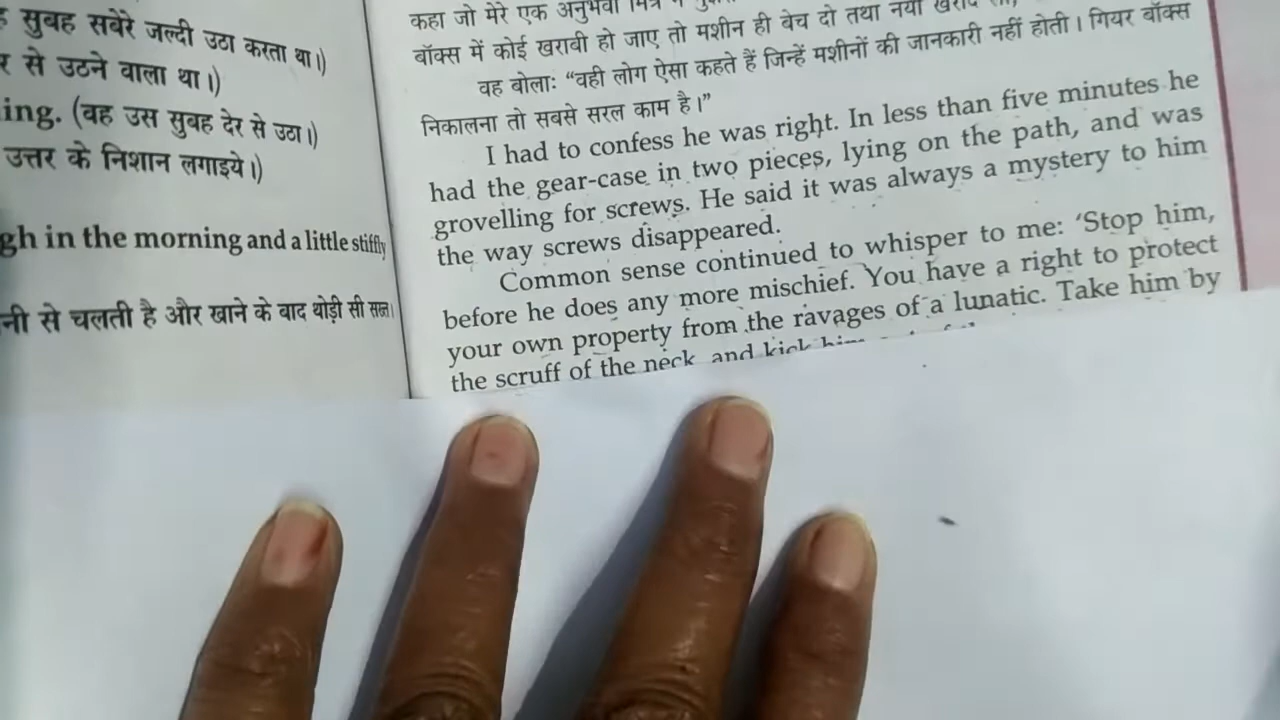 सुबह सबेरे जल्दी उठा करता था।)
र से उठने वाला था।)
ing. (वह उस सुबह देर से उठा।)
उत्तर के निशान लगाइये।)
gh in the morning and a little stiffly
नी से चलती है और खाने के बाद थोड़ी सी सख्त।
कहा जो मेरे एक अनुभवी मित्र ने
बॉक्स में कोई खराबी हो जाए तो मशीन ही बेच दो तथा नया खरीद लो,
वह बोलाः “वही लोग ऐसा कहते हैं जिन्हें मशीनों की जानकारी नहीं होती। गियर बॉक्स
निकालना तो सबसे सरल काम है।”
I had to confess he was right. In less than five minutes he
had the gear-case in two pieces, lying on the path, and was
grovelling for screws. He said it was always a mystery to him
the way screws disappeared.
Common sense continued to whisper to me: ‘Stop him,
before he does any more mischief. You have a right to protect
your own property from the ravages of a lunatic. Take him by
the scruff of the neck, and kick him